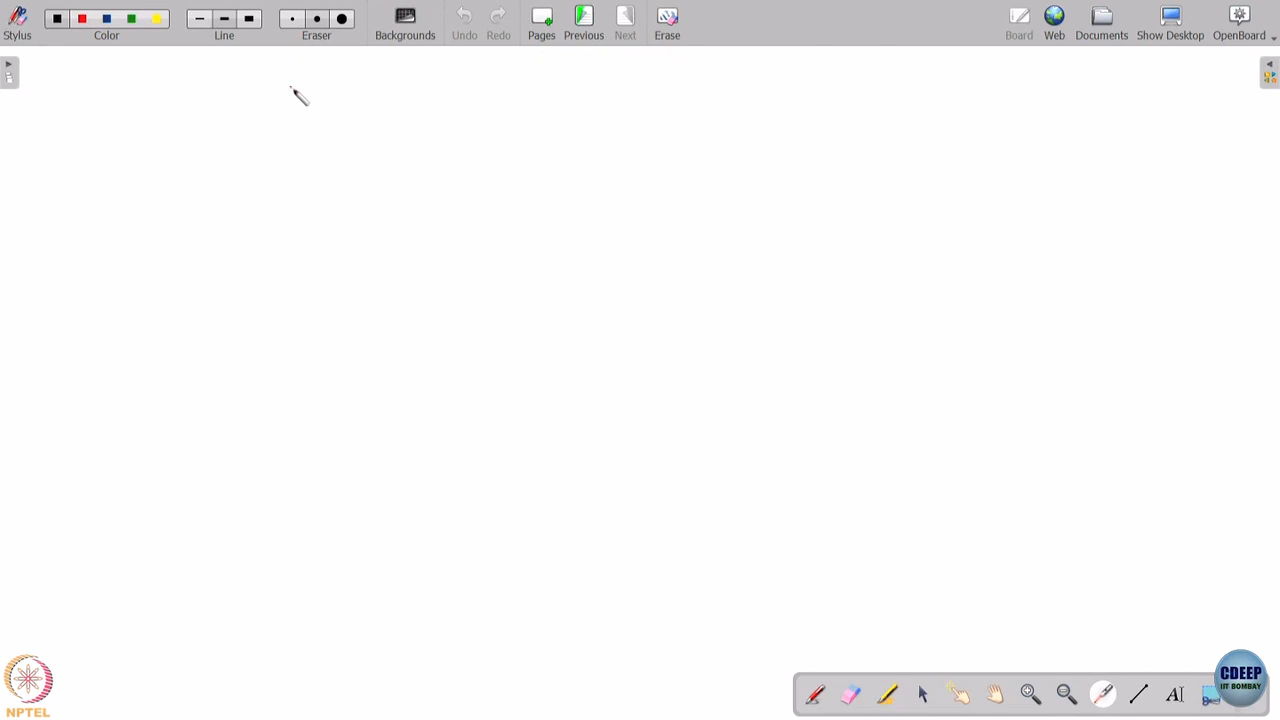 Stylus Color Line Eraser Backgrounds Undo Redo Pages Previous Next Erase Board Web Documents Show Desktop OpenBoard
A
NPTEL
CDEEP
IIT BOMBAY